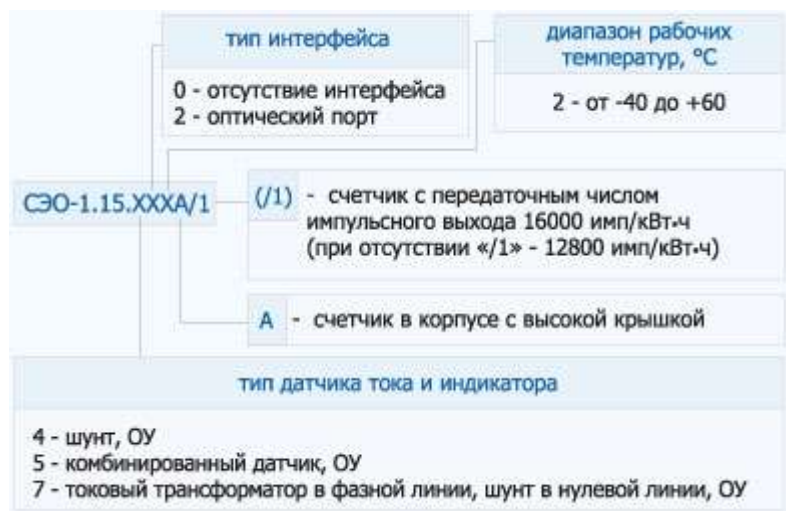 тип интерфейса
0 - отсутствие интерфейса
2 - оптический порт
диапазон рабочих
температур, °С
2 - от -40 до +60
СЭО-1.15.XXXA/1
(/1) - счетчик с передаточным числом
импульсного выхода 16000 имп/кВт•ч
(при отсутствии «/1» - 12800 имп/кВт•ч)
А - счетчик в корпусе с высокой крышкой
тип датчика тока и индикатора
4 - шунт, ОУ
5 - комбинированный датчик, ОУ
7 - токовый трансформатор в фазной линии, шунт в нулевой линии, ОУ